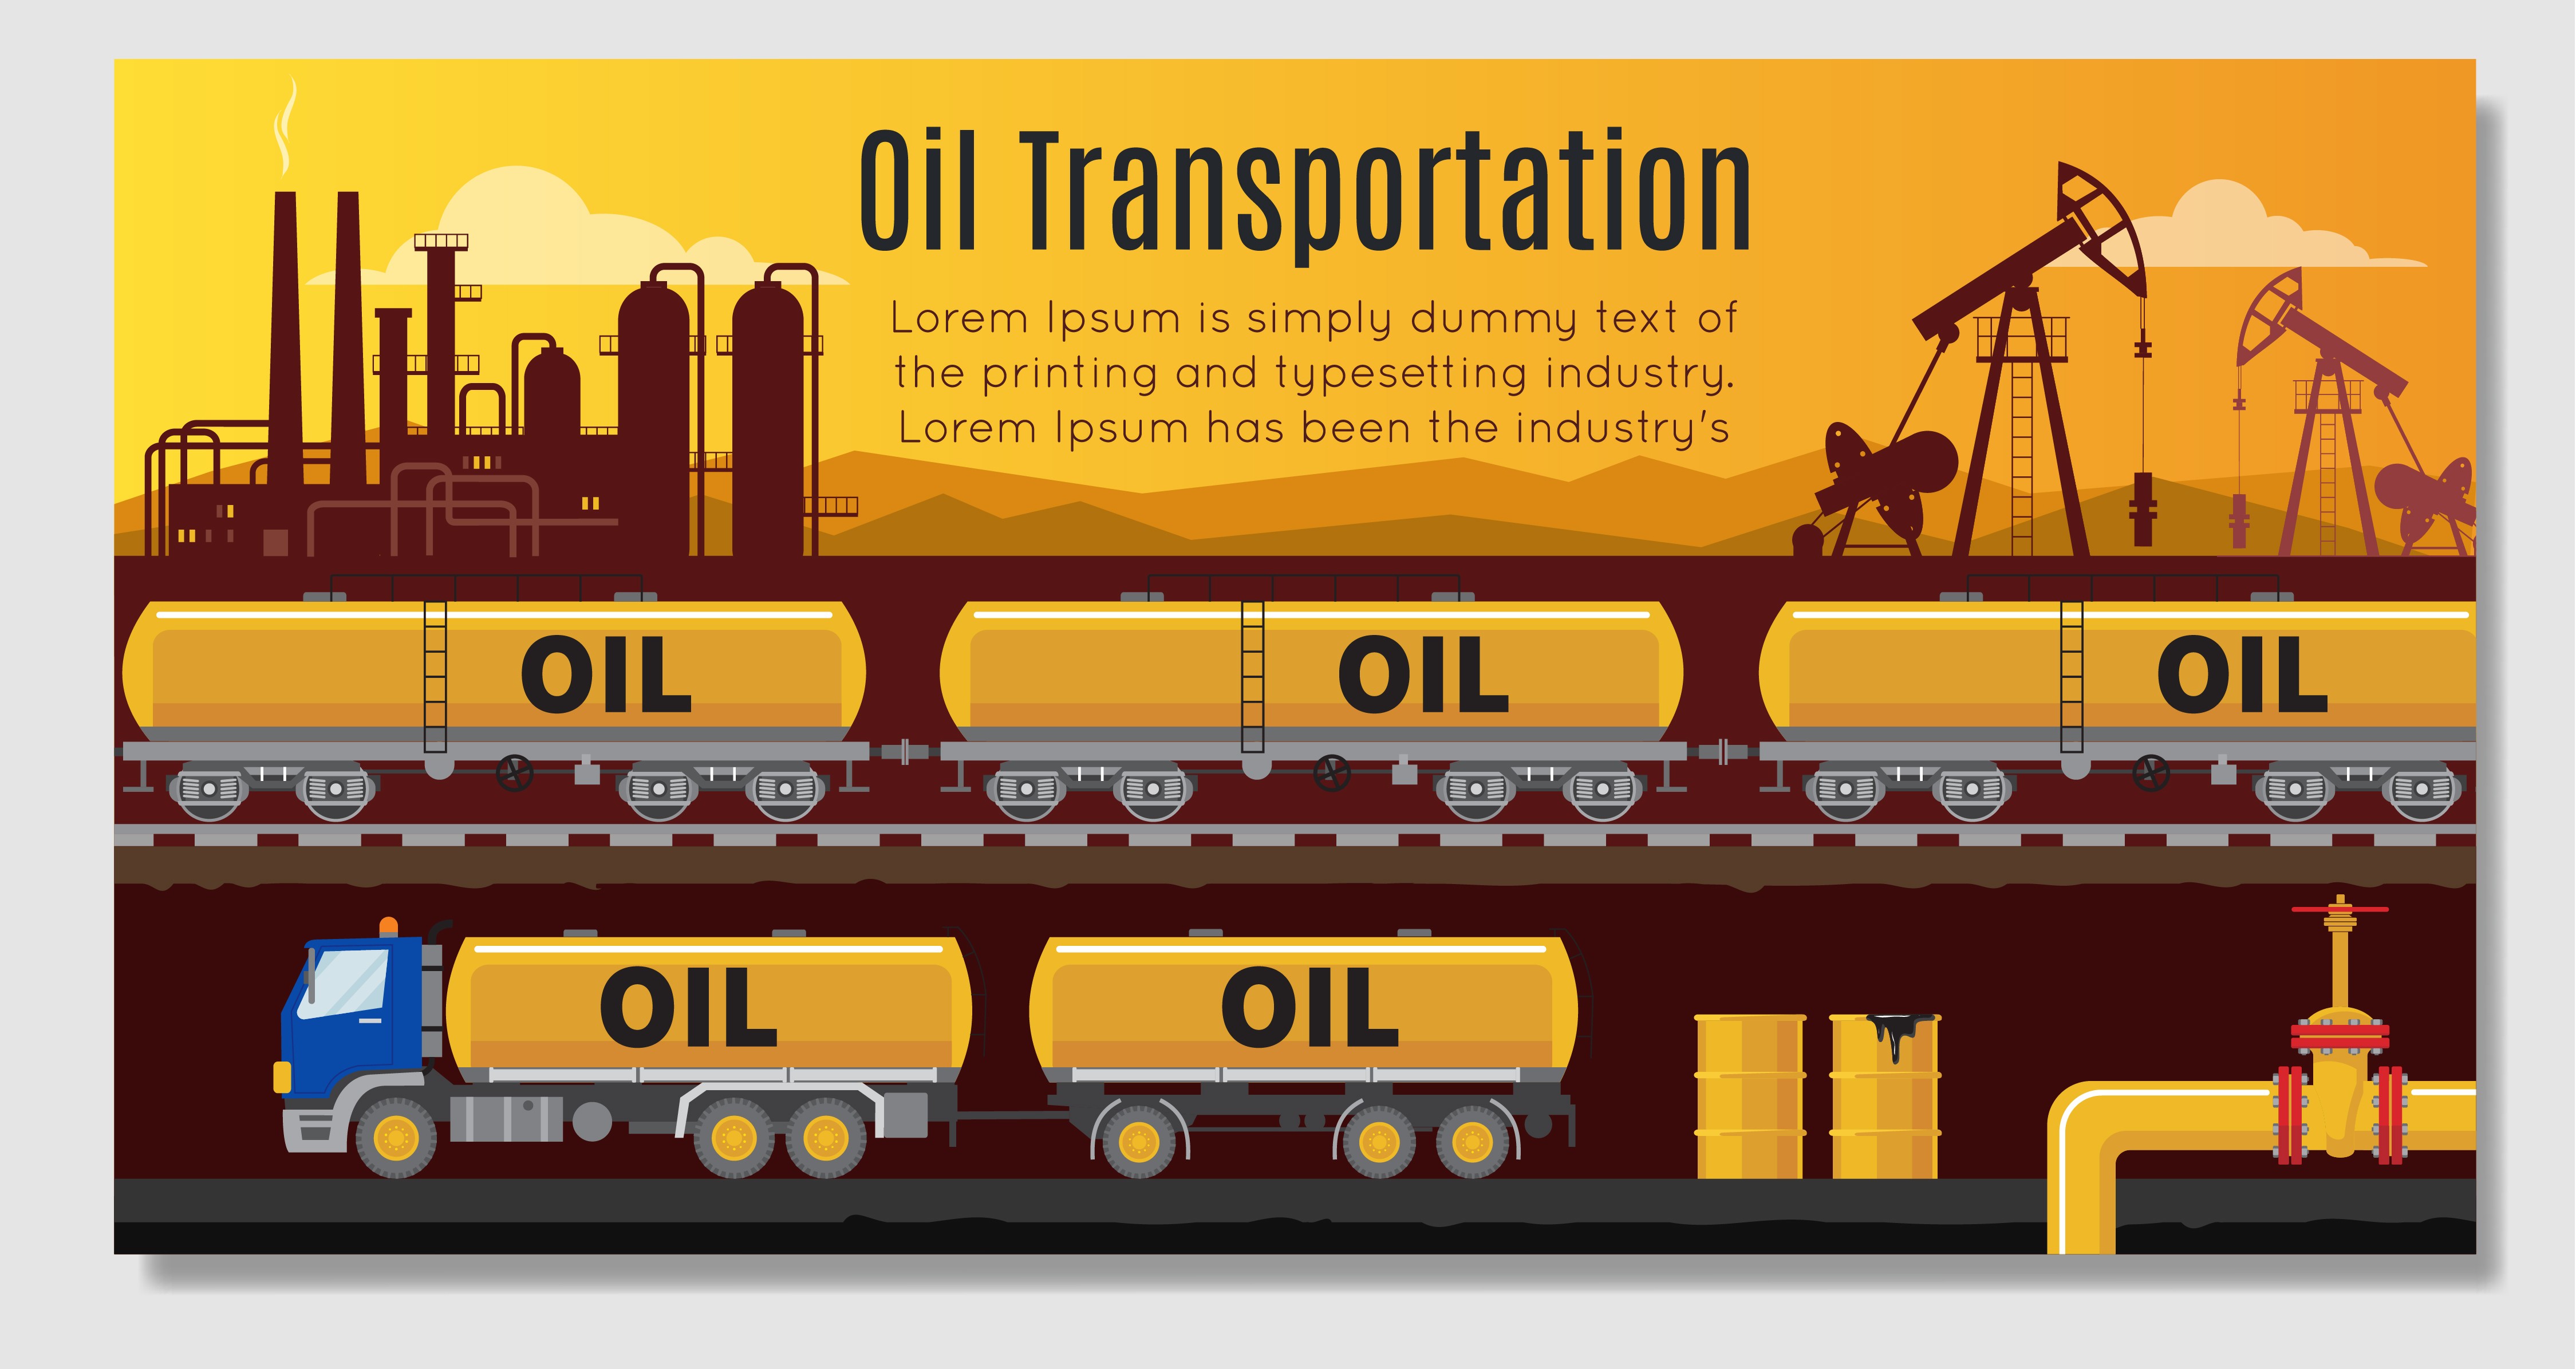 Oil Transportation
Lorem Ipsum is simply dummy text of
the printing and typesetting industry.
Lorem Ipsum has been the industry's
OIL
OIL
OIL
OIL
OIL